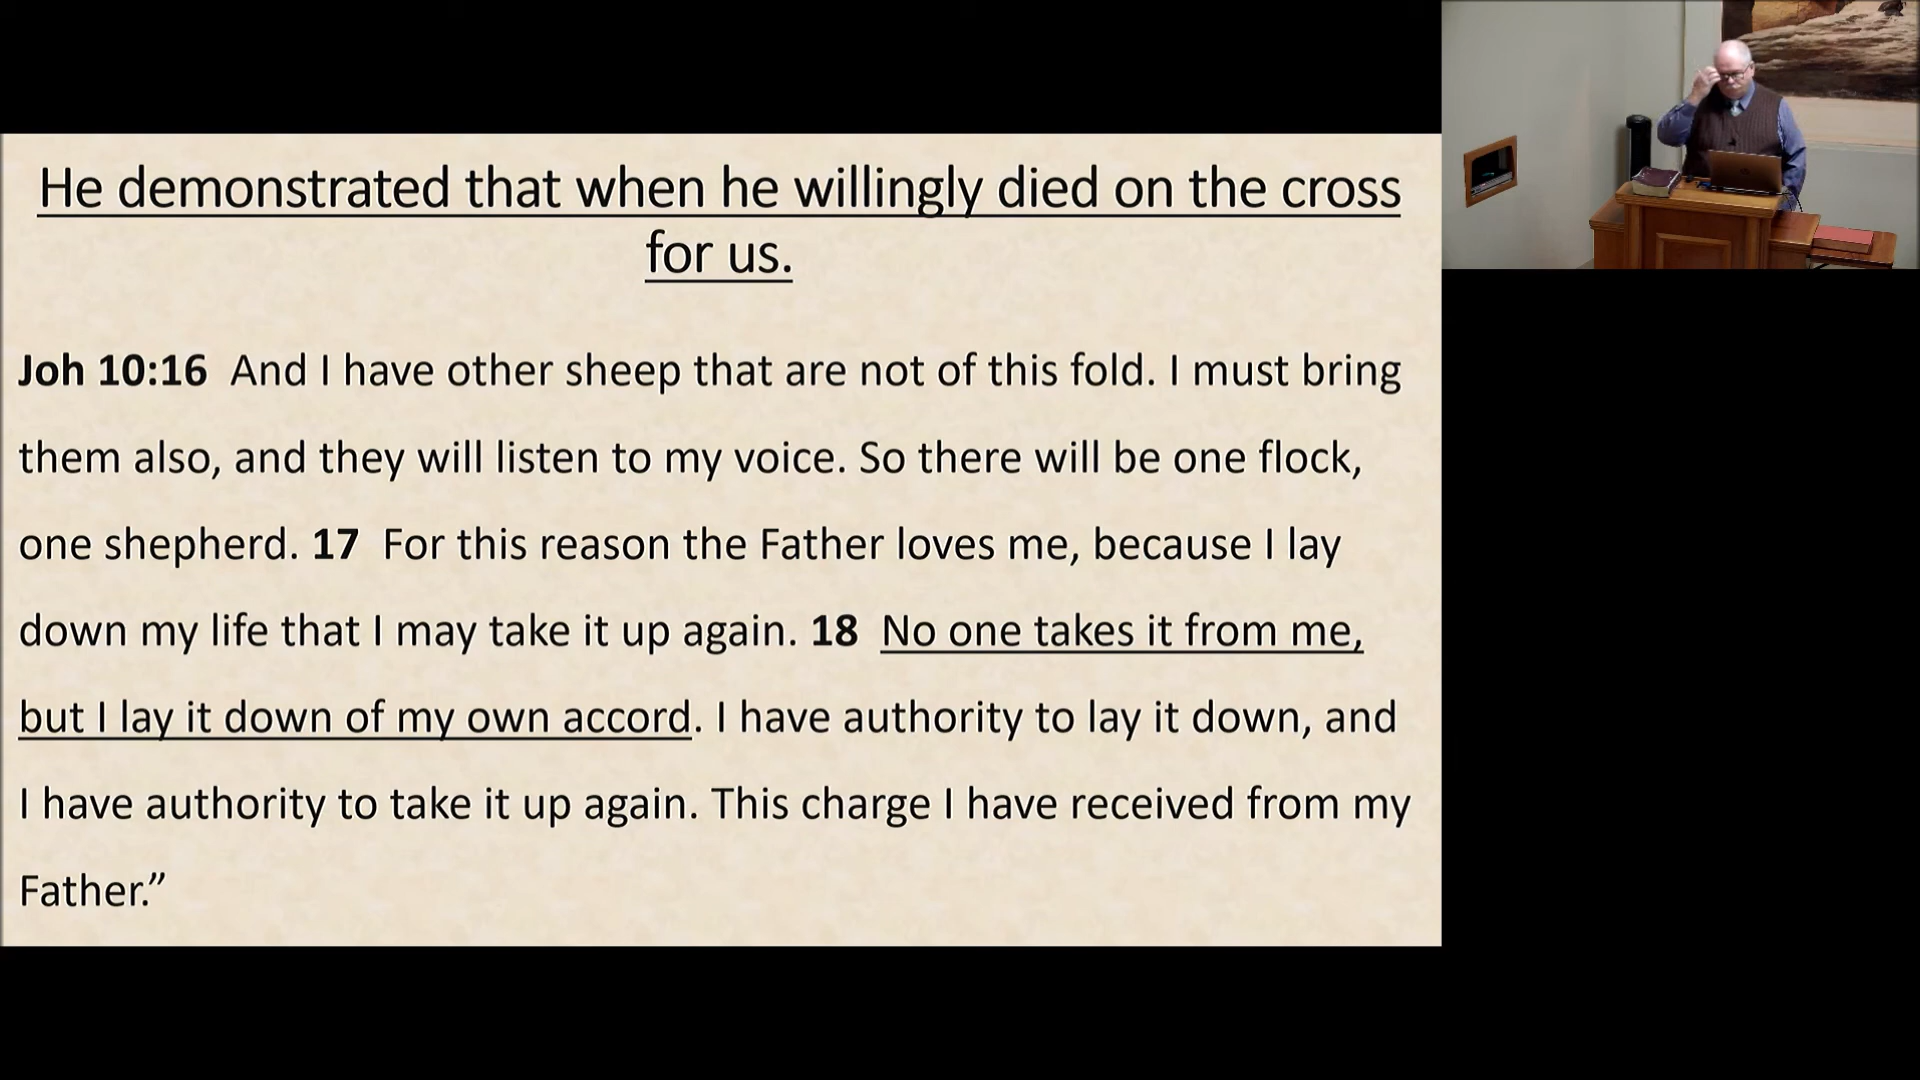 He demonstrated that when he willingly died on the cross
for us.
Joh 10:16 And I have other sheep that are not of this fold. I must bring
them also, and they will listen to my voice. So there will be one flock,
one shepherd. 17 For this reason the Father loves me, because I lay
down my life that I may take it up again. 18 No one takes it from me,
but I lay it down of my own accord. I have authority to lay it down, and
I have authority to take it up again. This charge I have received from my
Father.”